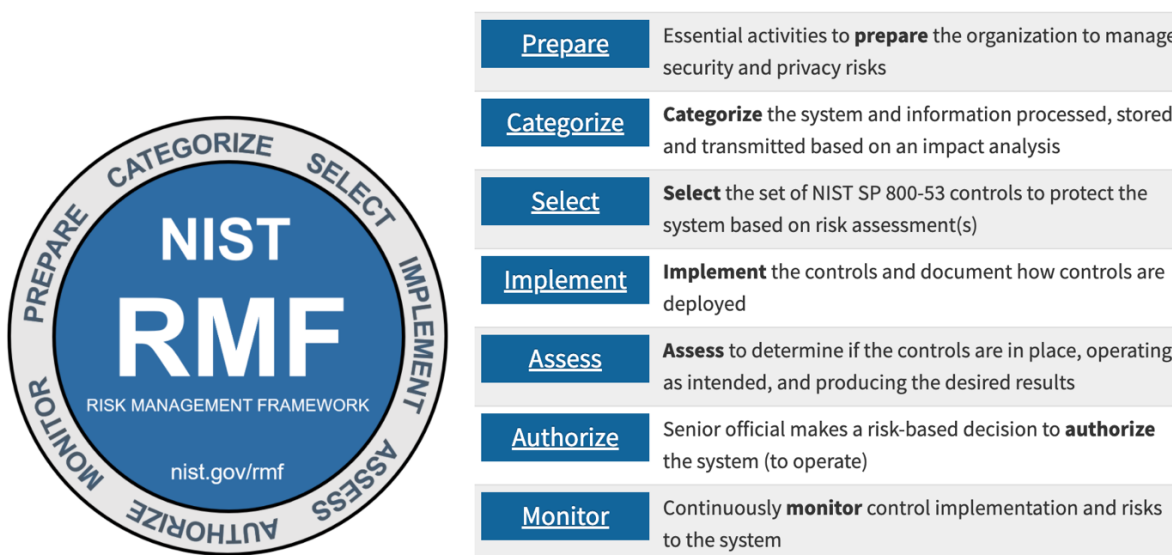 PREPARE
CATEGORIZE
SELECT
IMPLEMENT
ASSESS
AUTHORIZE
MONITOR
NIST
RMF
RISK MANAGEMENT FRAMEWORK
nist.gov/rmf
Prepare
Essential activities to prepare the organization to manage
security and privacy risks
Categorize
Categorize the system and information processed, stored
and transmitted based on an impact analysis
Select
Select the set of NIST SP 800-53 controls to protect the
system based on risk assessment(s)
Implement
Implement the controls and document how controls are
deployed
Assess
Assess to determine if the controls are in place, operating
as intended, and producing the desired results
Authorize
Senior official makes a risk-based decision to authorize
the system (to operate)
Monitor
Continuously monitor control implementation and risks
to the system